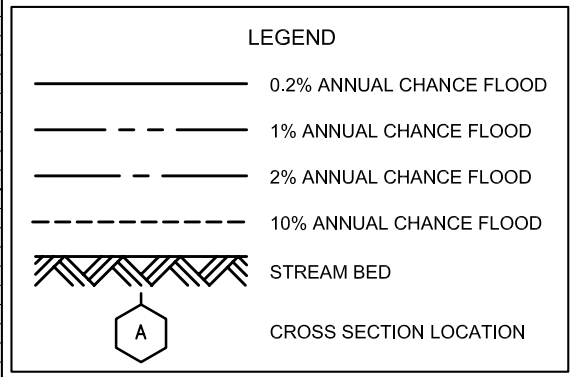 LEGEND
0.2% ANNUAL CHANCE FLOOD
1% ANNUAL CHANCE FLOOD
2% ANNUAL CHANCE FLOOD
10% ANNUAL CHANCE FLOOD
STREAM BED
A
CROSS SECTION LOCATION